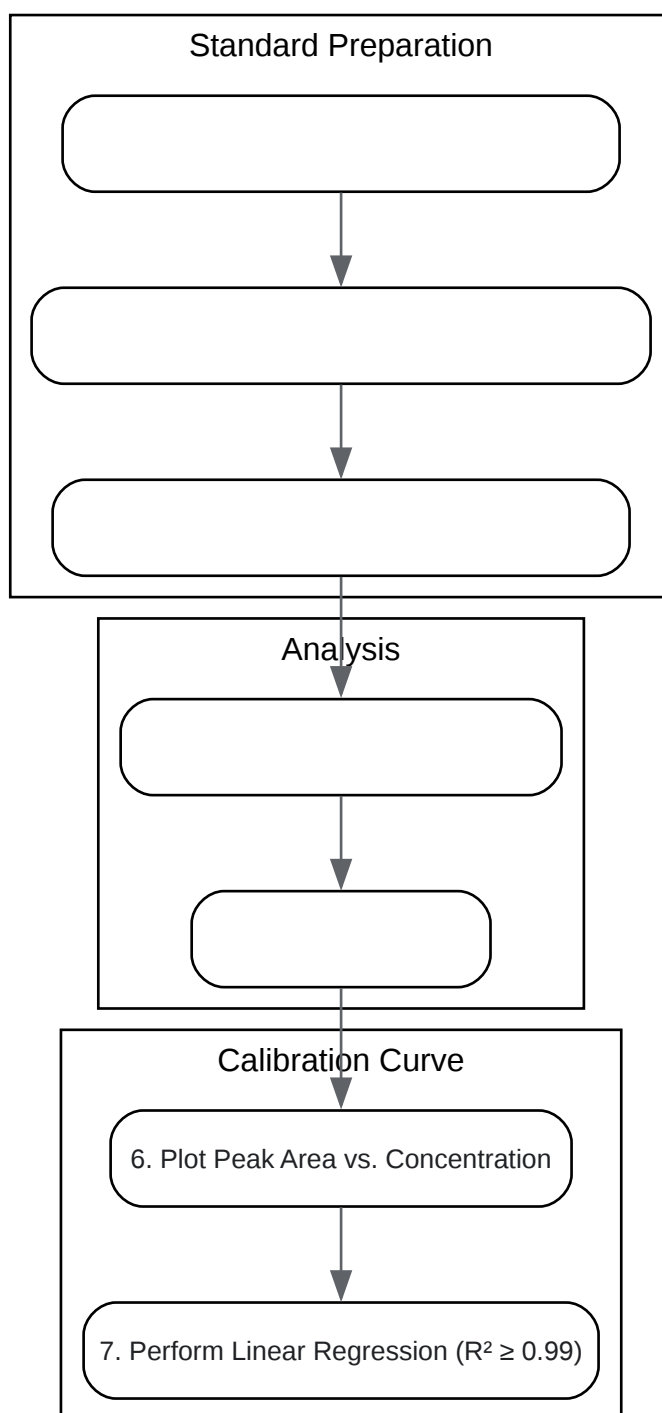 Standard Preparation
Analysis
Calibration Curve
6. Plot Peak Area vs. Concentration
7. Perform Linear Regression (R² ≥ 0.99)